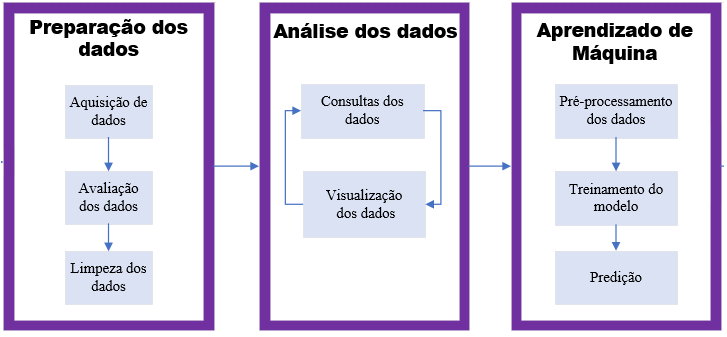 Preparação dos
dados
Aquisição de
dados
Avaliação
dos dados
Limpeza dos
dados
Análise dos dados
Consultas dos
dados
Visualização
dos dados
Aprendizado de
Máquina
Pré-processamento
dos dados
Treinamento do
modelo
Predição